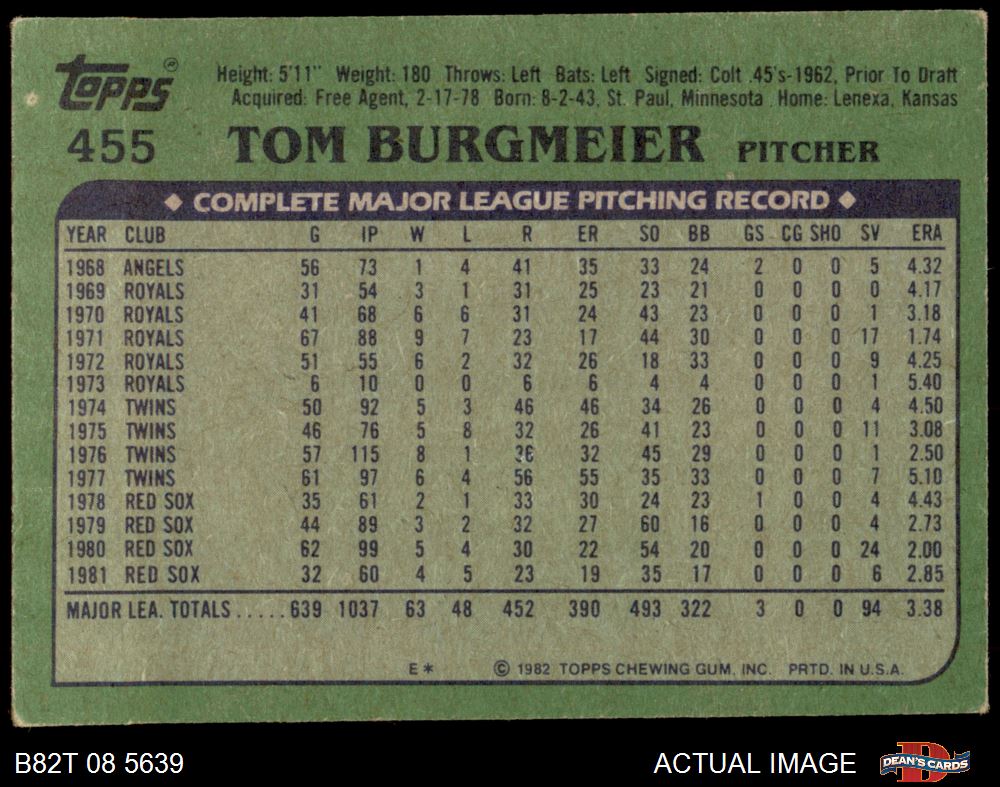 Topps®
Height: 5'11" Weight: 180 Throws: Left Bats: Left Signed: Colt .45's-1962, Prior To Draft
Acquired: Free Agent, 2-17-78 Born: 8-2-43, St. Paul, Minnesota Home: Lenexa, Kansas
455 TOM BURGMEIER PITCHER
◆ COMPLETE MAJOR LEAGUE PITCHING RECORD ◆
YEAR CLUB G IP W L R ER SO BB GS CG SHO SV ERA
1968 ANGELS 56 73 1 4 41 35 33 24 2 0 0 5 4.32
1969 ROYALS 31 54 3 1 31 25 23 21 0 0 0 0 4.17
1970 ROYALS 41 68 6 6 31 24 43 23 0 0 0 1 3.18
1971 ROYALS 67 88 9 7 23 17 44 30 0 0 0 17 1.74
1972 ROYALS 51 55 6 2 32 26 18 33 0 0 0 9 4.25
1973 ROYALS 6 10 0 0 6 6 4 4 0 0 0 1 5.40
1974 TWINS 50 92 5 3 46 46 34 26 0 0 0 4 4.50
1975 TWINS 46 76 5 8 32 26 41 23 0 0 0 11 3.08
1976 TWINS 57 115 8 1 36 32 45 29 0 0 0 1 2.50
1977 TWINS 61 97 6 4 56 55 35 33 0 0 0 7 5.10
1978 RED SOX 35 61 2 1 33 30 24 23 1 0 0 4 4.43
1979 RED SOX 44 89 3 2 32 27 60 16 0 0 0 4 2.73
1980 RED SOX 62 99 5 4 30 22 54 20 0 0 0 24 2.00
1981 RED SOX 32 60 4 5 23 19 35 17 0 0 0 6 2.85
MAJOR LEA. TOTALS.....639 1037 63 48 452 390 493 322 3 0 0 94 3.38
E* © 1982 TOPPS CHEWING GUM, INC. PRTD. IN U.S.A.
B82T 08 5639 ACTUAL IMAGE D DEAN'S CARDS